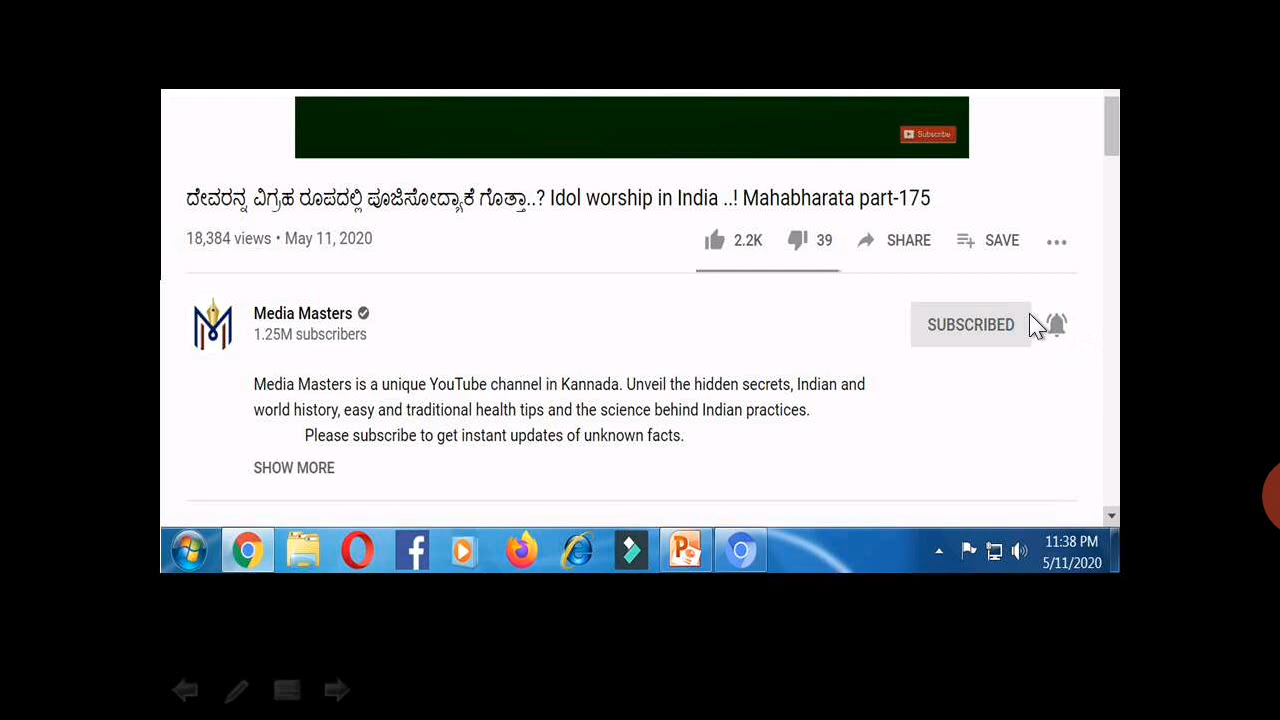 Subscribe
ದೇವರನ್ನ ವಿಗ್ರಹ ರೂಪದಲ್ಲಿ ಪೂಜಿಸೋದ್ಯಾಕೆ ಗೊತ್ತಾ..? Idol worship in India ..! Mahabharata part-175
18,384 views • May 11, 2020
2.2K 39 SHARE SAVE
Media Masters
1.25M subscribers
SUBSCRIBED
Media Masters is a unique YouTube channel in Kannada. Unveil the hidden secrets, Indian and
world history, easy and traditional health tips and the science behind Indian practices.
Please subscribe to get instant updates of unknown facts.
SHOW MORE
11:38 PM
5/11/2020